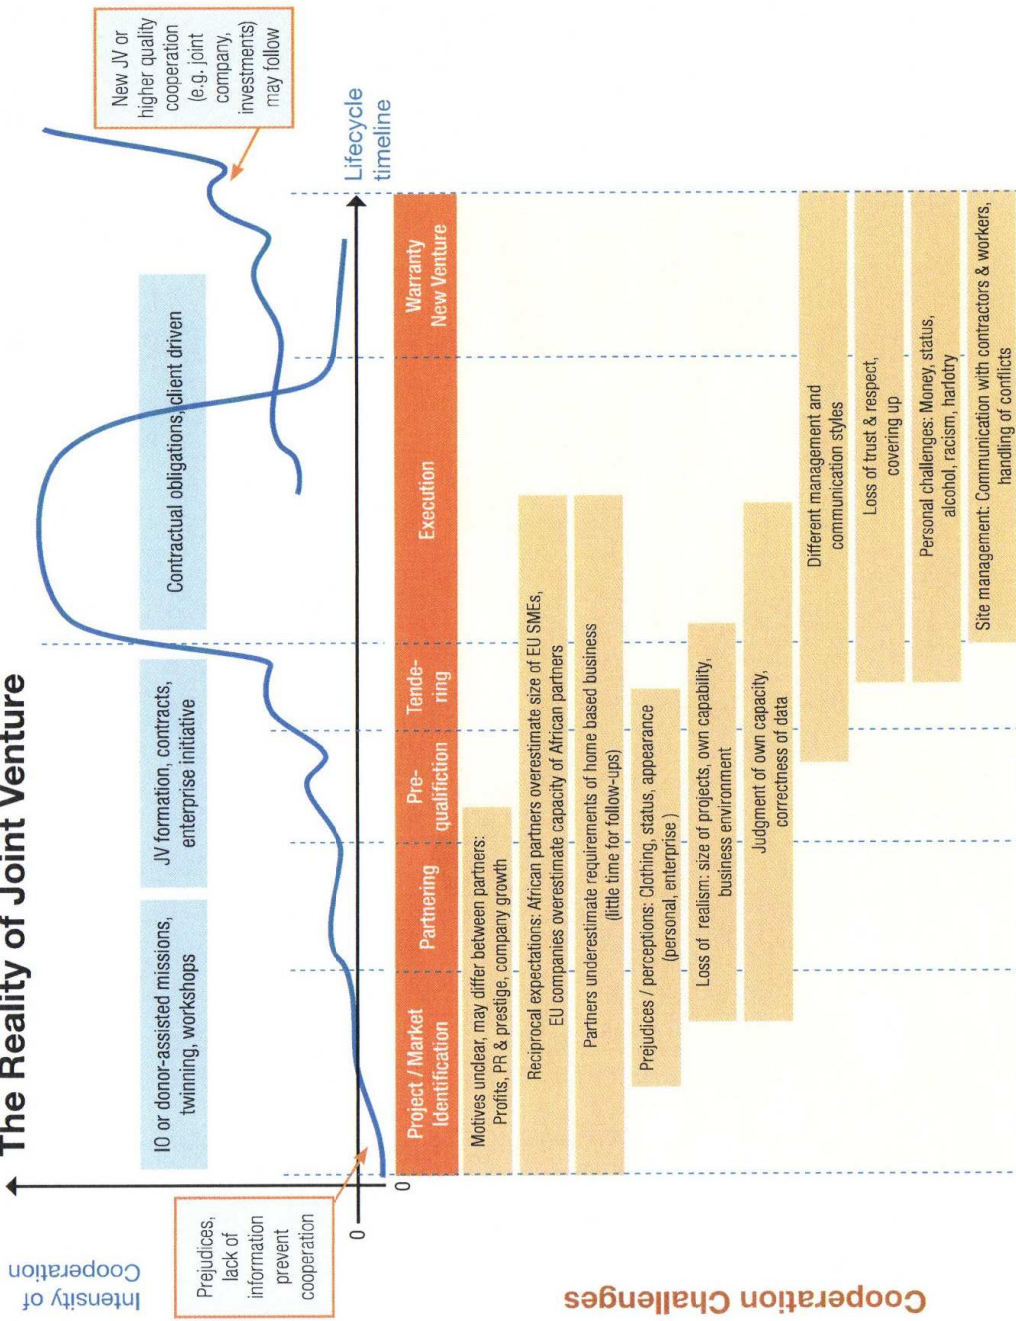 The Reality of Joint Venture
Intensity of
Cooperation
IO or donor-assisted missions,
twinning, workshops
JV formation, contracts,
enterprise initiative
Contractual obligations, client driven
New JV or
higher quality
cooperation
(e.g. joint
company,
investments)
may follow
Prejudices,
lack of
information
prevent
cooperation
0
0
Lifecycle
timeline
Project / Market
Identification
Partnering
Pre-
qualifiction
Tende-
ring
Execution
Warranty
New Venture
Cooperation Challenges
Motives unclear, may differ between partners:
Profits, PR & prestige, company growth
Reciprocal expectations: African partners overestimate size of EU SMEs,
EU companies overestimate capacity of African partners
Partners underestimate requirements of home based business
(little time for follow-ups)
Prejudices / perceptions: Clothing, status, appearance
(personal, enterprise )
Loss of realism: size of projects, own capability,
business environment
Judgment of own capacity,
correctness of data
Different management and
communication styles
Loss of trust & respect,
covering up
Personal challenges: Money, status,
alcohol, racism, harlotry
Site management: Communication with contractors & workers,
handling of conflicts